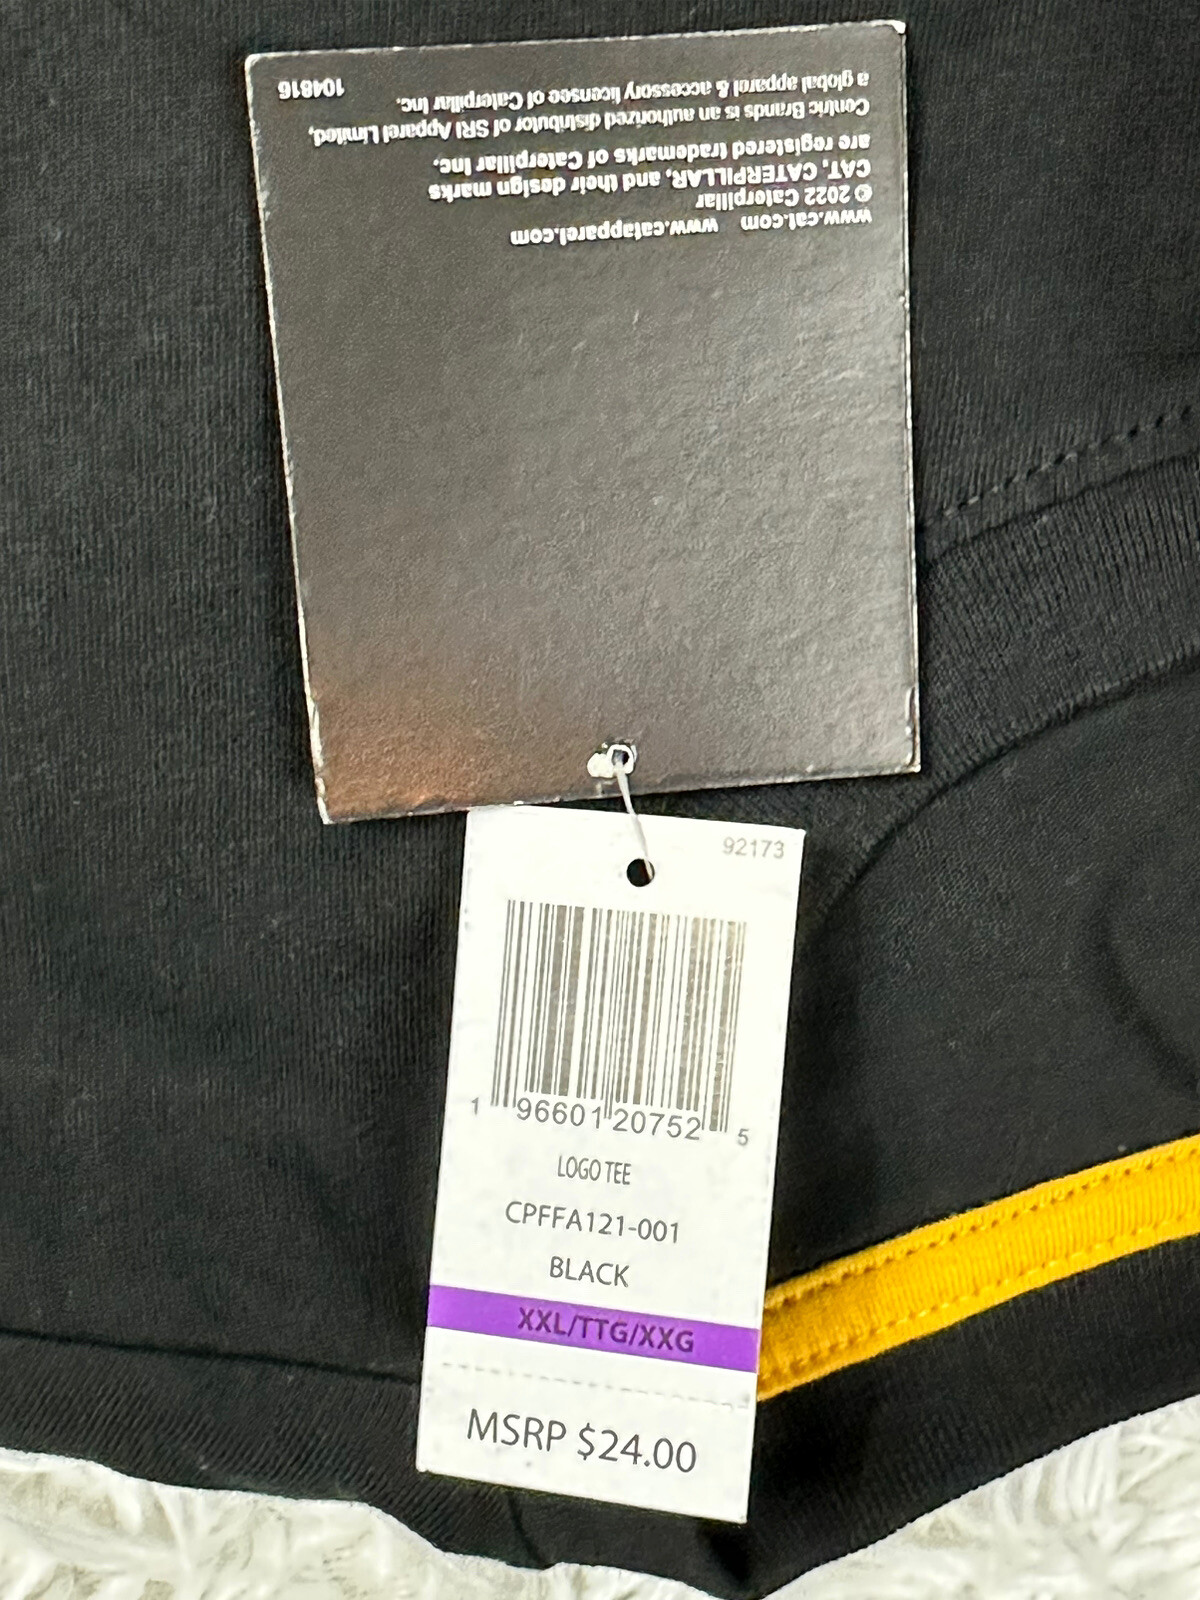 www.cat.com www.catapparel.com
© 2022 Caterpillar
CAT, CATERPILLAR, and their design marks
are registered trademarks of Caterpillar Inc.
Centric Brands is an authorized distributor of SRI Apparel Limited,
a global apparel & accessory licensee of Caterpillar Inc.
104816
92173
1 96601 20752 5
LOGO TEE
CPFFA121-001
BLACK
XXL/TTG/XXG
MSRP $24.00